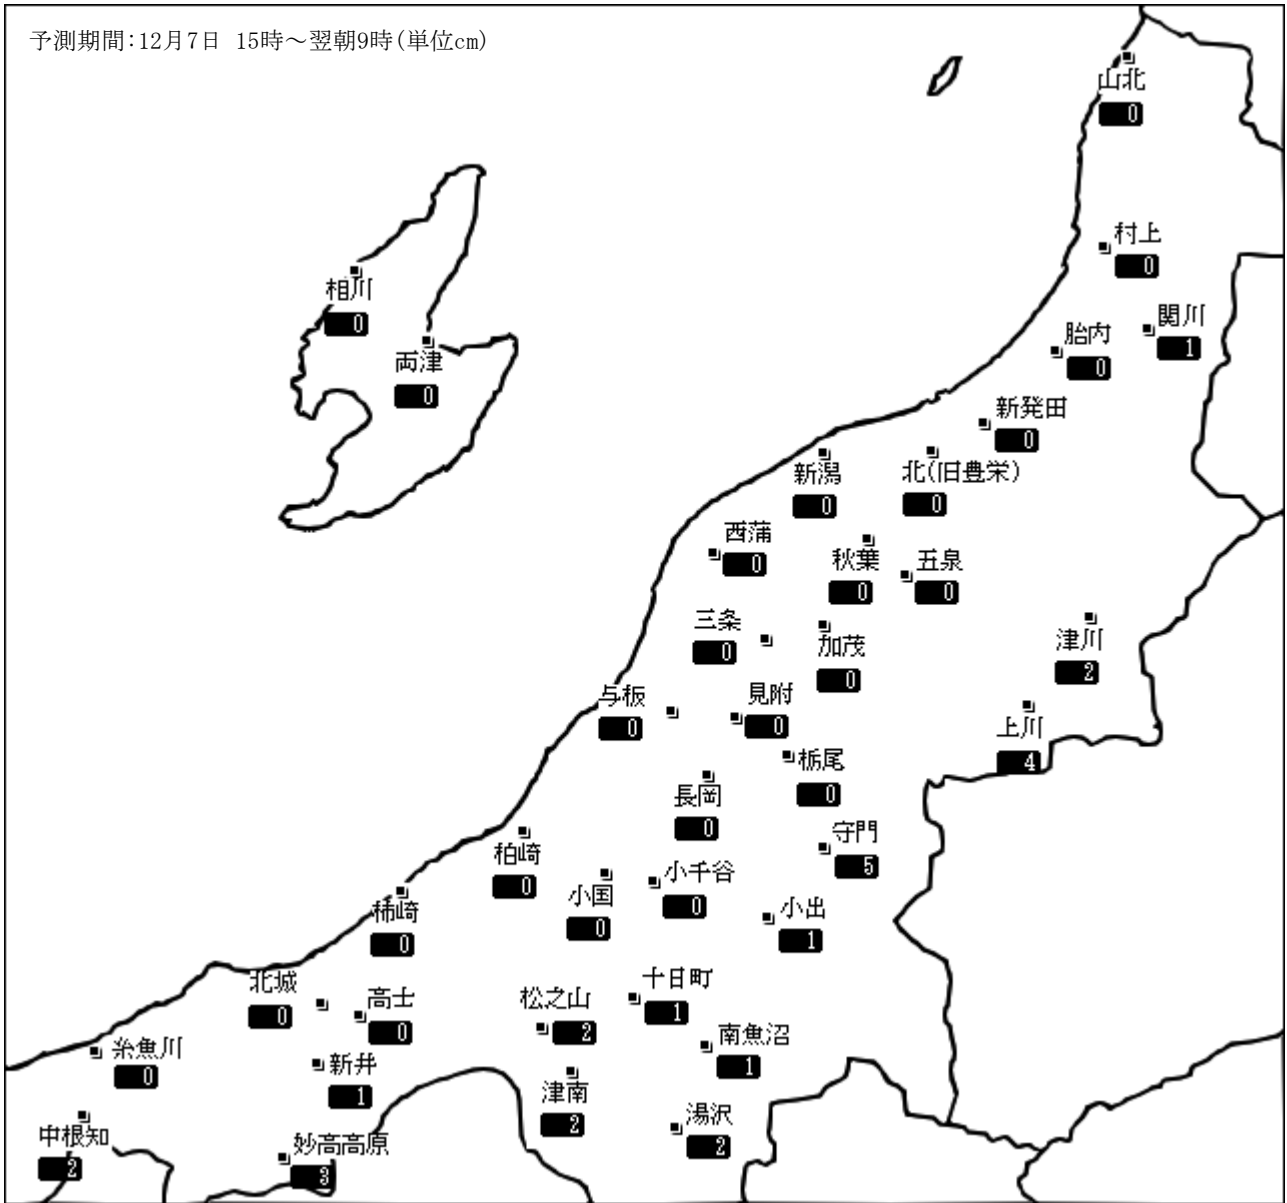 予測期間:12月7日 15時～翌朝9時(単位cm)
山北
0
村上
0
関川
1
胎内
0
相川
0
両津
0
新発田
0
新潟
0
北(旧豊栄)
0
西蒲
0
秋葉
0
五泉
0
三条
0
加茂
0
津川
2
与板
0
見附
0
上川
4
栃尾
0
長岡
0
守門
5
柏崎
0
小国
0
小千谷
0
小出
1
柿崎
0
北城
0
高士
0
松之山
2
十日町
1
南魚沼
1
糸魚川
0
新井
1
津南
2
湯沢
2
中根知
2
妙高高原
3